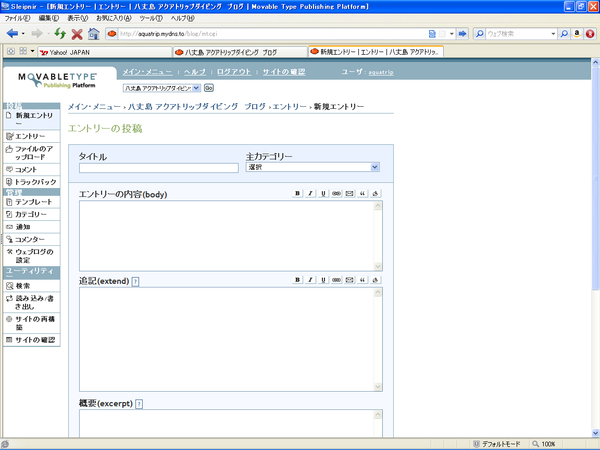 Sleipnir - [新規エントリー | エントリー | 八丈島 アクアトリップダイビング ブログ | Movable Type Publishing Platform]
ファイル(F) 編集(E) 表示(V) お気に入り(A) ツール(T) ヘルプ(H)
http://aquatrip.mydns.to/blog/mt.cgi
ウェブ検索
Yahoo! JAPAN
八丈島 アクアトリップダイビング ブログ
新規エントリー | エントリー | 八丈島 アクアトリッ...
MOVABLETYPE
Publishing Platform
メイン・メニュー | ヘルプ | ログアウト | サイトの確認
ユーザ: aquatrip
八丈島 アクアトリップダイビン
Go
投稿
新規エントリー
エントリー
ファイルのアップロード
コメント
トラックバック
管理
テンプレート
カテゴリー
通知
コメンター
ウェブログの設定
ユーティリティー
検索
読み込み/書き出し
サイトの再構築
サイトの確認
メイン・メニュー › 八丈島 アクアトリップダイビング ブログ › エントリー › 新規エントリー
エントリーの投稿
タイトル
主カテゴリー
選択
エントリーの内容(body)
B I U
追記(extend) ?
B I U
概要(excerpt) ?
デフォルトモード
100%